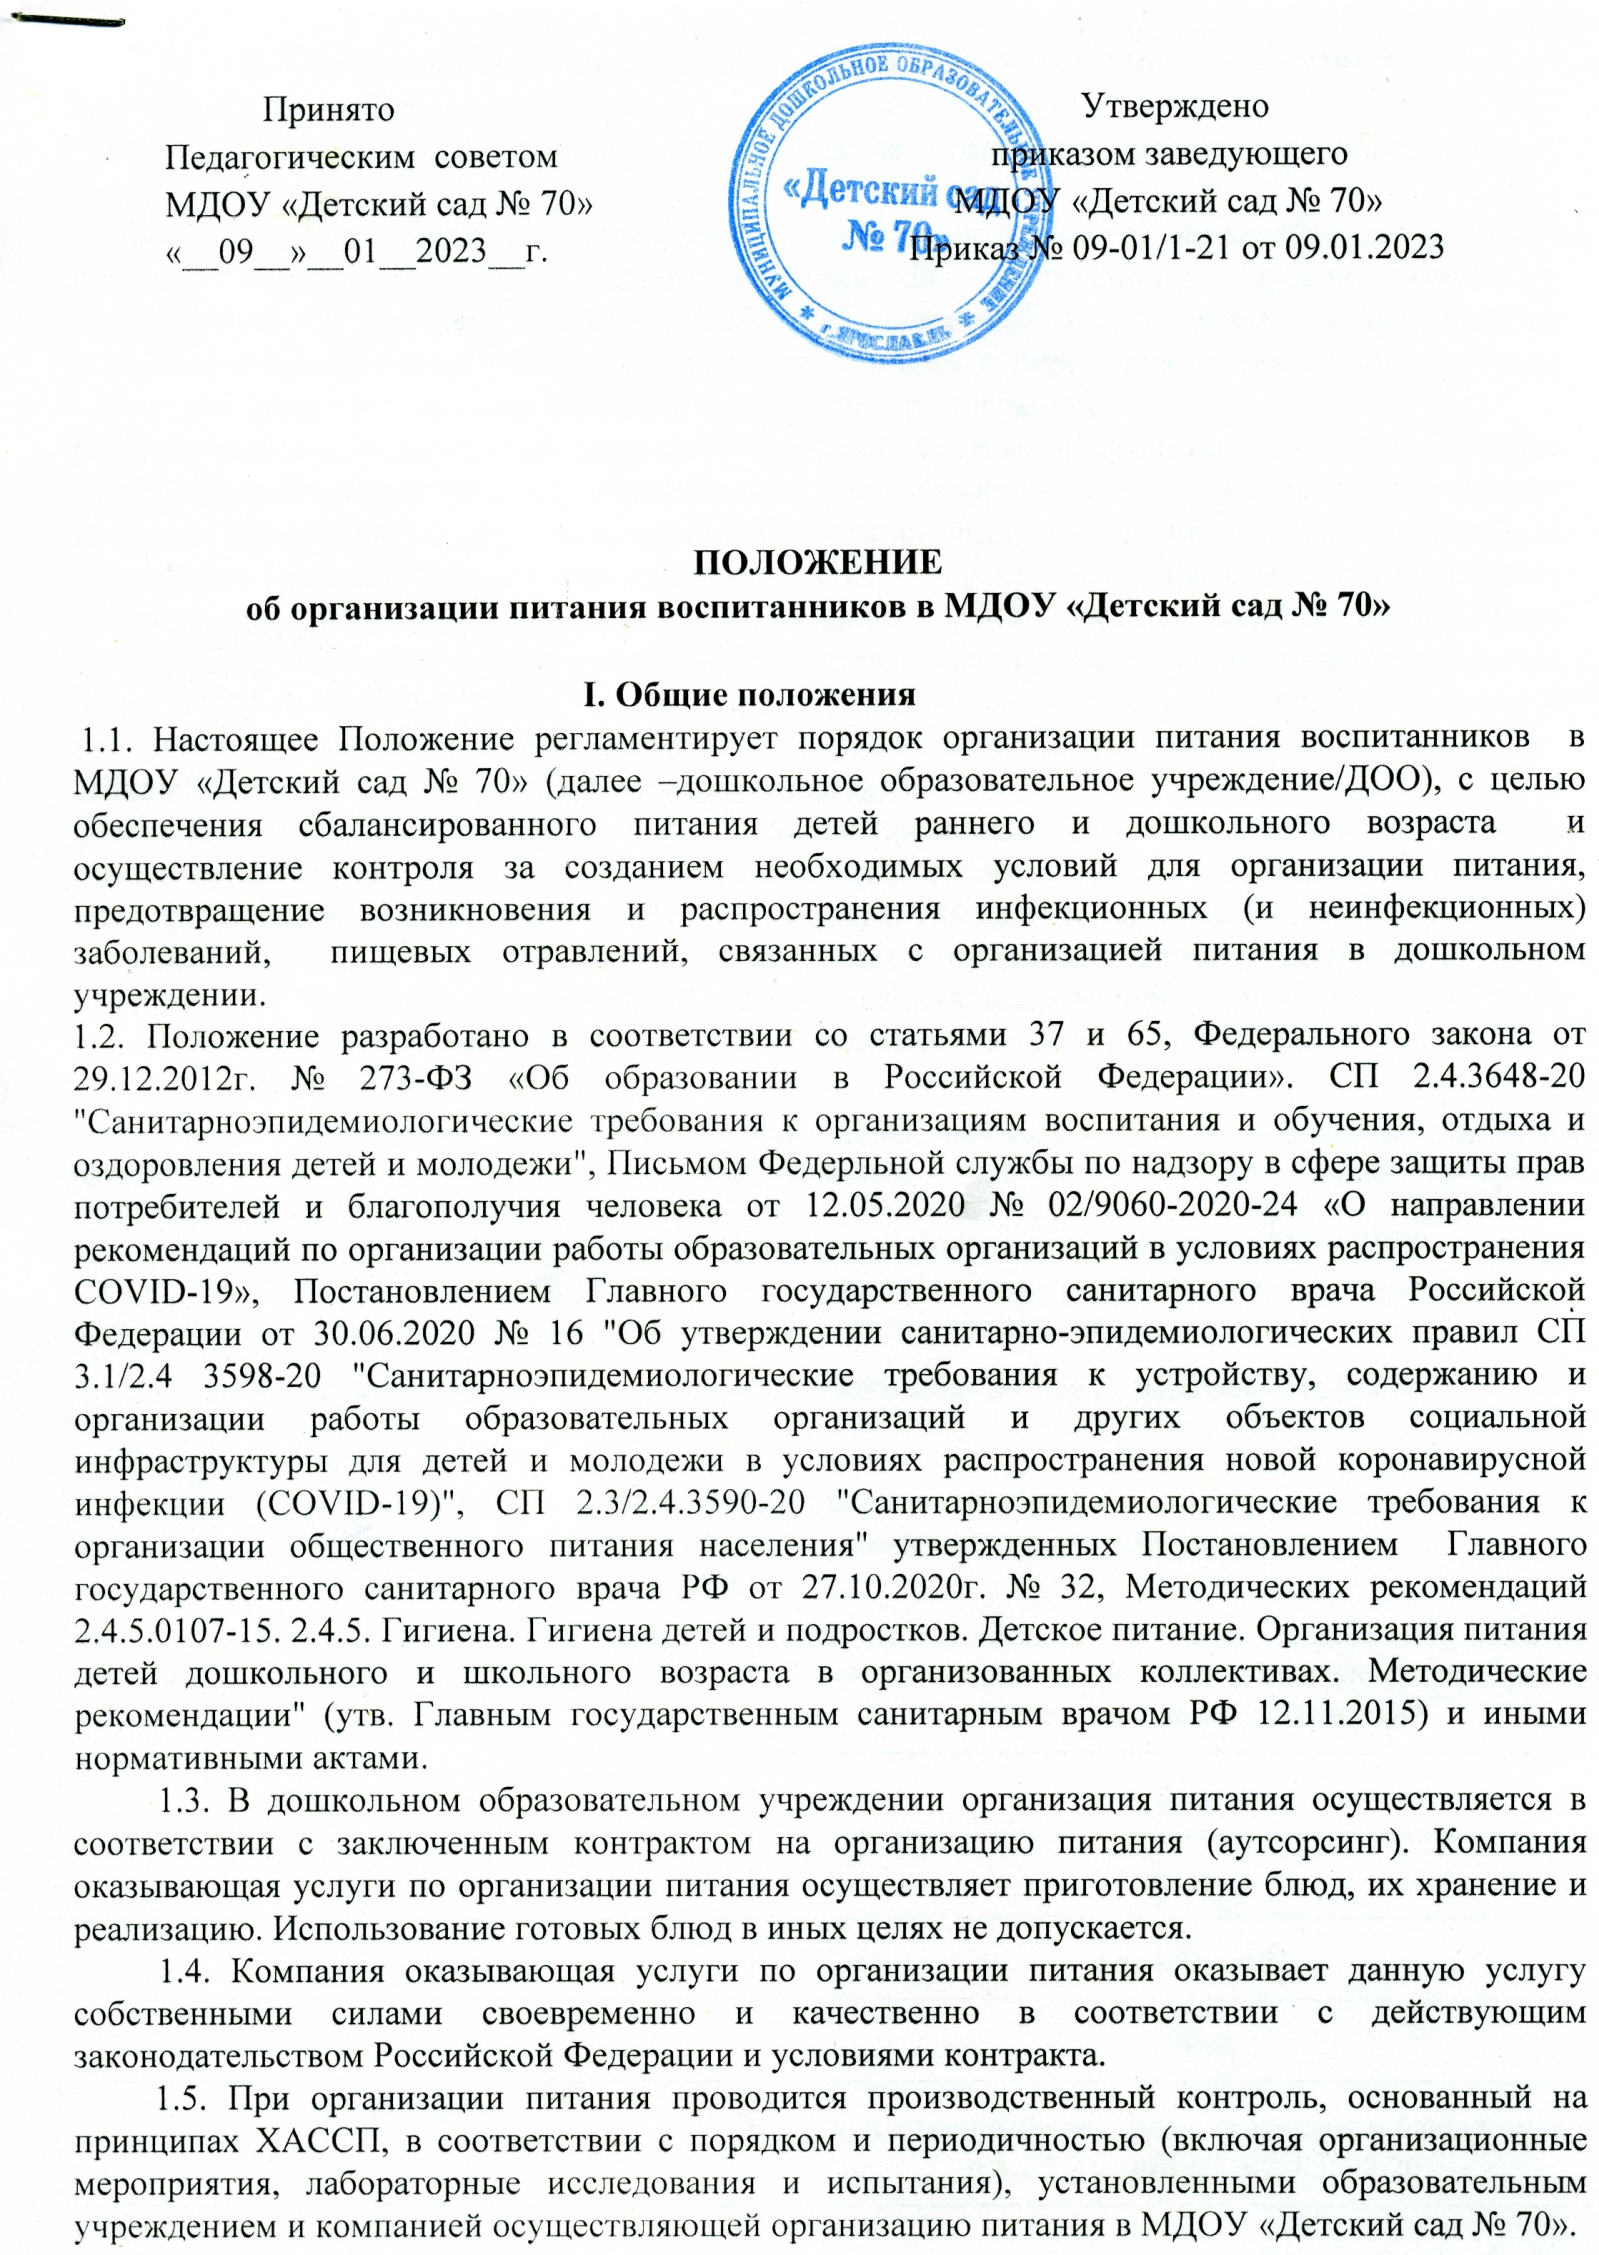 Принято
Педагогическим советом
МДОУ «Детский сад № 70»
«__09__»__01__2023__г.
МУНИЦИПАЛЬНОЕ ДОШКОЛЬНОЕ ОБРАЗОВАТЕЛЬНОЕ УЧРЕЖДЕНИЕ
г. ЯРОСЛАВЛЬ
«Детский сад
№ 70»
Утверждено
приказом заведующего
МДОУ «Детский сад № 70»
Приказ № 09-01/1-21 от 09.01.2023
ПОЛОЖЕНИЕ
об организации питания воспитанников в МДОУ «Детский сад № 70»
I. Общие положения
1.1. Настоящее Положение регламентирует порядок организации питания воспитанников в
МДОУ «Детский сад № 70» (далее –дошкольное образовательное учреждение/ДОО), с целью
обеспечения сбалансированного питания детей раннего и дошкольного возраста и
осуществление контроля за созданием необходимых условий для организации питания,
предотвращение возникновения и распространения инфекционных (и неинфекционных)
заболеваний, пищевых отравлений, связанных с организацией питания в дошкольном
учреждении.
1.2. Положение разработано в соответствии со статьями 37 и 65, Федерального закона от
29.12.2012г. № 273-ФЗ «Об образовании в Российской Федерации». СП 2.4.3648-20
"Санитарноэпидемиологические требования к организациям воспитания и обучения, отдыха и
оздоровления детей и молодежи", Письмом Федерльной службы по надзору в сфере защиты прав
потребителей и благополучия человека от 12.05.2020 № 02/9060-2020-24 «О направлении
рекомендаций по организации работы образовательных организаций в условиях распространения
COVID-19», Постановлением Главного государственного санитарного врача Российской
Федерации от 30.06.2020 № 16 "Об утверждении санитарно-эпидемиологических правил СП
3.1/2.4 3598-20 "Санитарноэпидемиологические требования к устройству, содержанию и
организации работы образовательных организаций и других объектов социальной
инфраструктуры для детей и молодежи в условиях распространения новой коронавирусной
инфекции (COVID-19)", СП 2.3/2.4.3590-20 "Санитарноэпидемиологические требования к
организации общественного питания населения" утвержденных Постановлением Главного
государственного санитарного врача РФ от 27.10.2020г. № 32, Методических рекомендаций
2.4.5.0107-15. 2.4.5. Гигиена. Гигиена детей и подростков. Детское питание. Организация питания
детей дошкольного и школьного возраста в организованных коллективах. Методические
рекомендации" (утв. Главным государственным санитарным врачом РФ 12.11.2015) и иными
нормативными актами.
1.3. В дошкольном образовательном учреждении организация питания осуществляется в
соответствии с заключенным контрактом на организацию питания (аутсорсинг). Компания
оказывающая услуги по организации питания осуществляет приготовление блюд, их хранение и
реализацию. Использование готовых блюд в иных целях не допускается.
1.4. Компания оказывающая услуги по организации питания оказывает данную услугу
собственными силами своевременно и качественно в соответствии с действующим
законодательством Российской Федерации и условиями контракта.
1.5. При организации питания проводится производственный контроль, основанный на
принципах ХАССП, в соответствии с порядком и периодичностью (включая организационные
мероприятия, лабораторные исследования и испытания), установленными образовательным
учреждением и компанией осуществляющей организацию питания в МДОУ «Детский сад № 70».